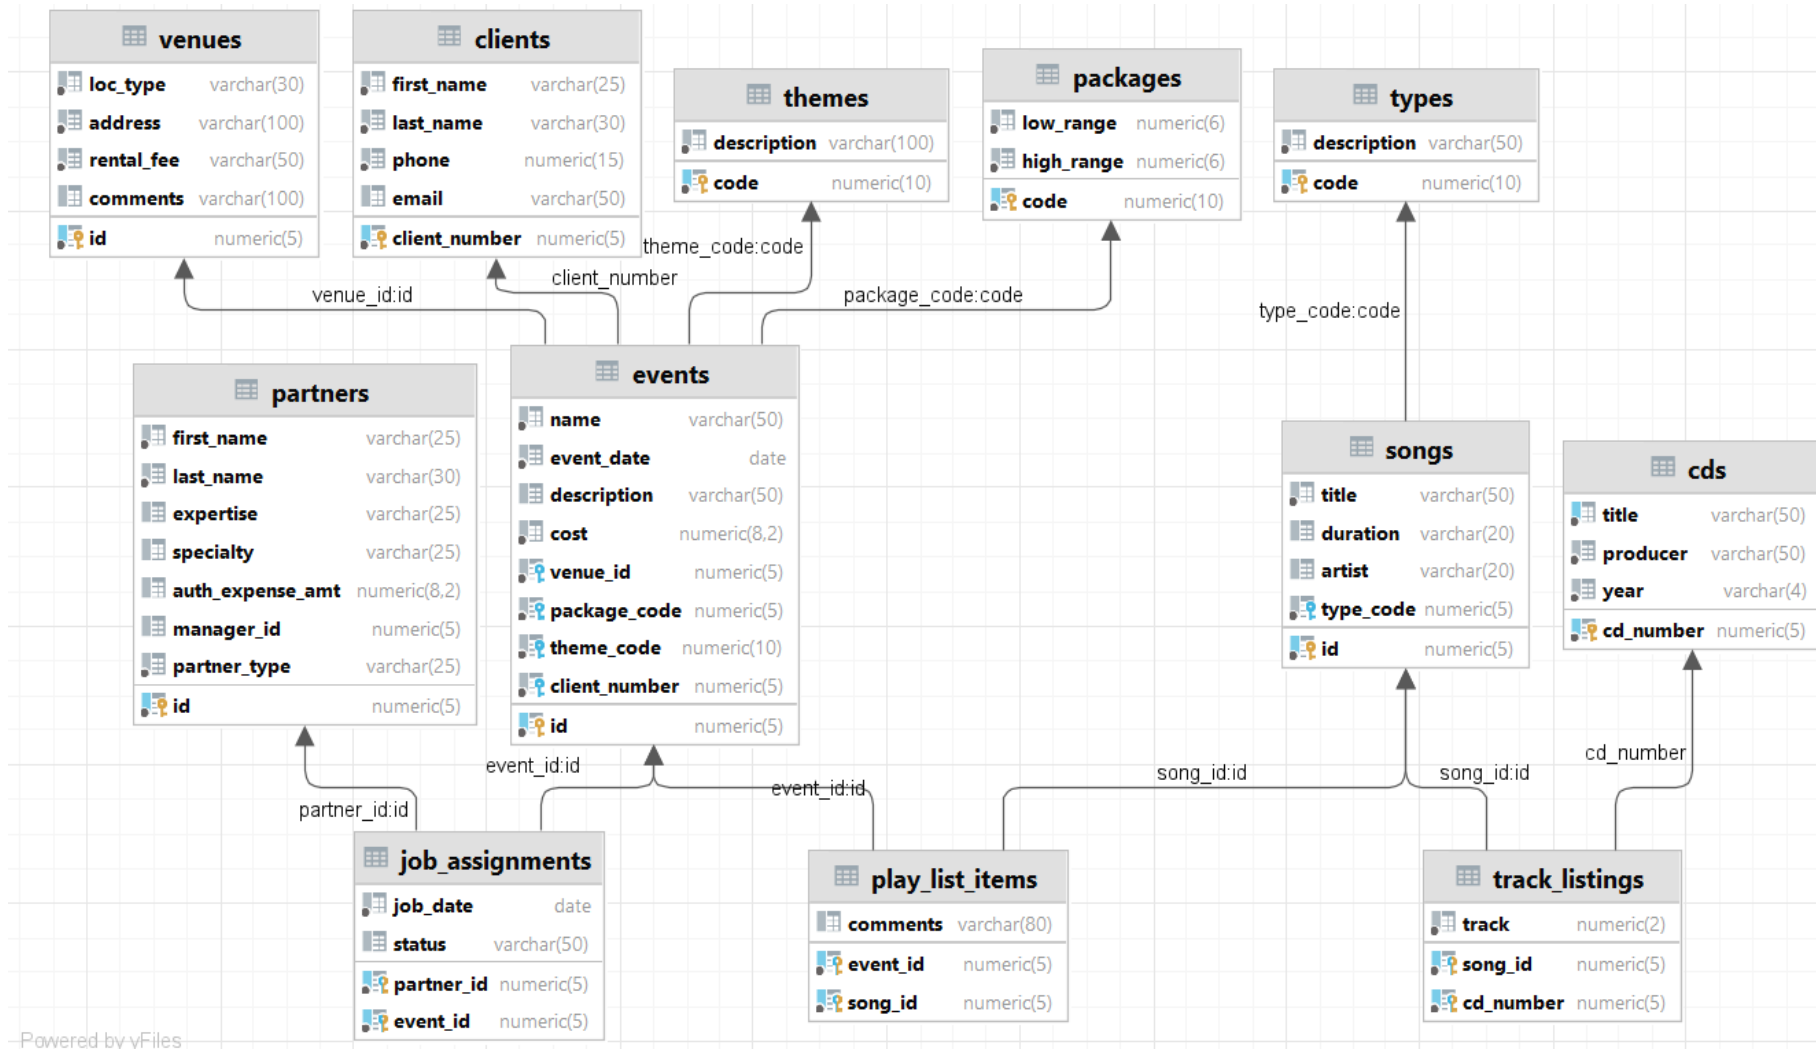 venues
loc_type varchar(30)
address varchar(100)
rental_fee varchar(50)
comments varchar(100)
id numeric(5)
clients
first_name varchar(25)
last_name varchar(30)
phone numeric(15)
email varchar(50)
client_number numeric(5)
themes
description varchar(100)
code numeric(10)
packages
low_range numeric(6)
high_range numeric(6)
code numeric(10)
types
description varchar(50)
code numeric(10)
venue_id:id
client_number
theme_code:code
package_code:code
type_code:code
partners
first_name varchar(25)
last_name varchar(30)
expertise varchar(25)
specialty varchar(25)
auth_expense_amt numeric(8,2)
manager_id numeric(5)
partner_type varchar(25)
id numeric(5)
events
name varchar(50)
event_date date
description varchar(50)
cost numeric(8,2)
venue_id numeric(5)
package_code numeric(5)
theme_code numeric(10)
client_number numeric(5)
id numeric(5)
songs
title varchar(50)
duration varchar(20)
artist varchar(20)
type_code numeric(5)
id numeric(5)
cds
title varchar(50)
producer varchar(50)
year varchar(4)
cd_number numeric(5)
partner_id:id
event_id:id
event_id:id
song_id:id
song_id:id
cd_number
job_assignments
job_date date
status varchar(50)
partner_id numeric(5)
event_id numeric(5)
play_list_items
comments varchar(80)
event_id numeric(5)
song_id numeric(5)
track_listings
track numeric(2)
song_id numeric(5)
cd_number numeric(5)
Powered by yFiles